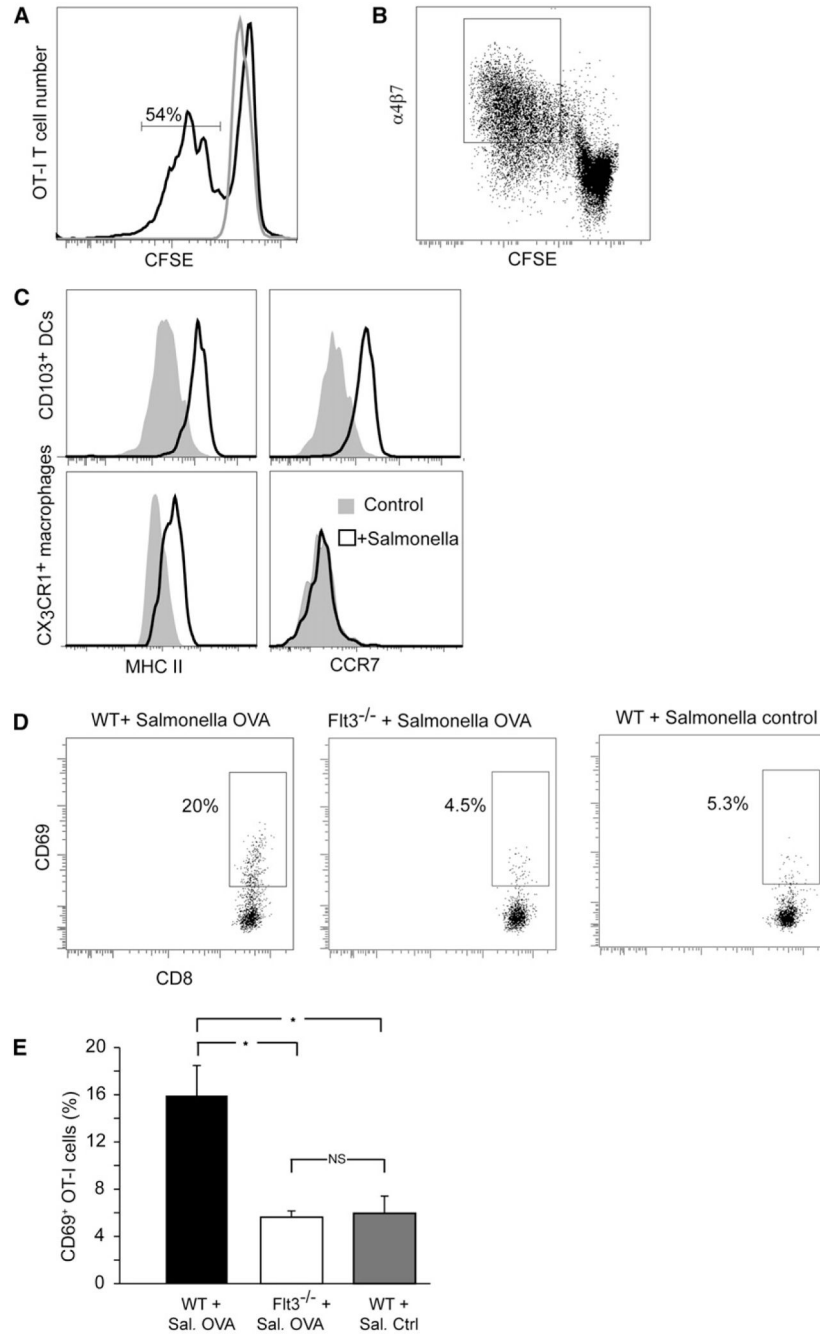 A
OT-I T cell number
54%
CFSE
B
α4β7
CFSE
C
CD103+ DCs
CX3CR1+ macrophages
Control
+Salmonella
MHC II
CCR7
D
WT+ Salmonella OVA
Flt3-/- + Salmonella OVA
WT + Salmonella control
20%
4.5%
5.3%
CD69
CD8
E
CD69+ OT-I cells (%)
20
16
12
8
4
0
*
*
NS
WT +
Sal. OVA
Flt3-/- +
Sal. OVA
WT +
Sal. Ctrl